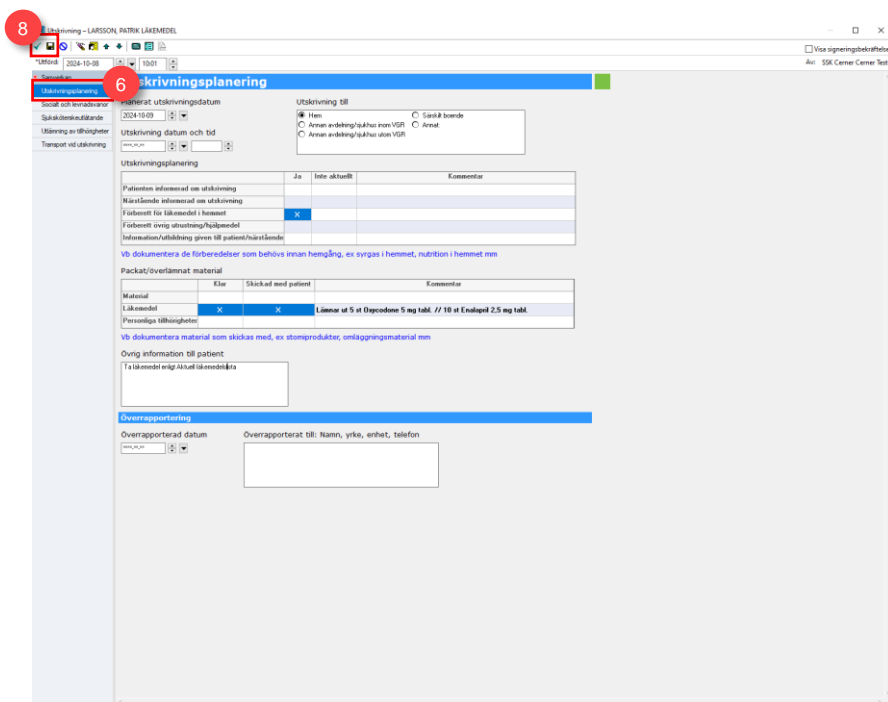 8
Utskrivning – LARSSON, PATRIK LÄKEMEDEL
Visa signeringsbekräftelse
*Utförd: 2024-10-08 10:01
Av: SSK Cerner Cerner Test
Samverkan
6
Utskrivningsplanering
Socialt och levnadsvanor
Sjuksköterskeutlåtande
Utlämning av tillhörigheter
Transport vid utskrivning
skrivningsplanering
Planerat utskrivningsdatum
2024-10-09
Utskrivning till
Hem
Särskilt boende
Annan avdelning/sjukhus inom VGR
Annat:
Annan avdelning/sjukhus utom VGR
Utskrivning datum och tid
****-**-**
Utskrivningsplanering
Ja Inte aktuellt Kommentar
Patienten informerad om utskrivning
Närstående informerad om utskrivning
Förberett för läkemedel i hemmet X
Förberett övrig utrustning/hjälpmedel
Information/utbildning given till patient/närstående
Vb dokumentera de förberedelser som behövs innan hemgång, ex syrgas i hemmet, nutrition i hemmet mm
Packat/överlämnat material
Klar Skickad med patient Kommentar
Material
Läkemedel X X Lämnar ut 5 st Oxycodone 5 mg tabl. // 10 st Enalapril 2,5 mg tabl.
Personliga tillhörigheter
Vb dokumentera material som skickas med, ex stomiprodukter, omläggningsmaterial mm
Övrig information till patient
Ta läkemedel enligt Aktuell läkemedelslista
Överrapportering
Överrapporterad datum
Överrapporterat till: Namn, yrke, enhet, telefon
****-**-**